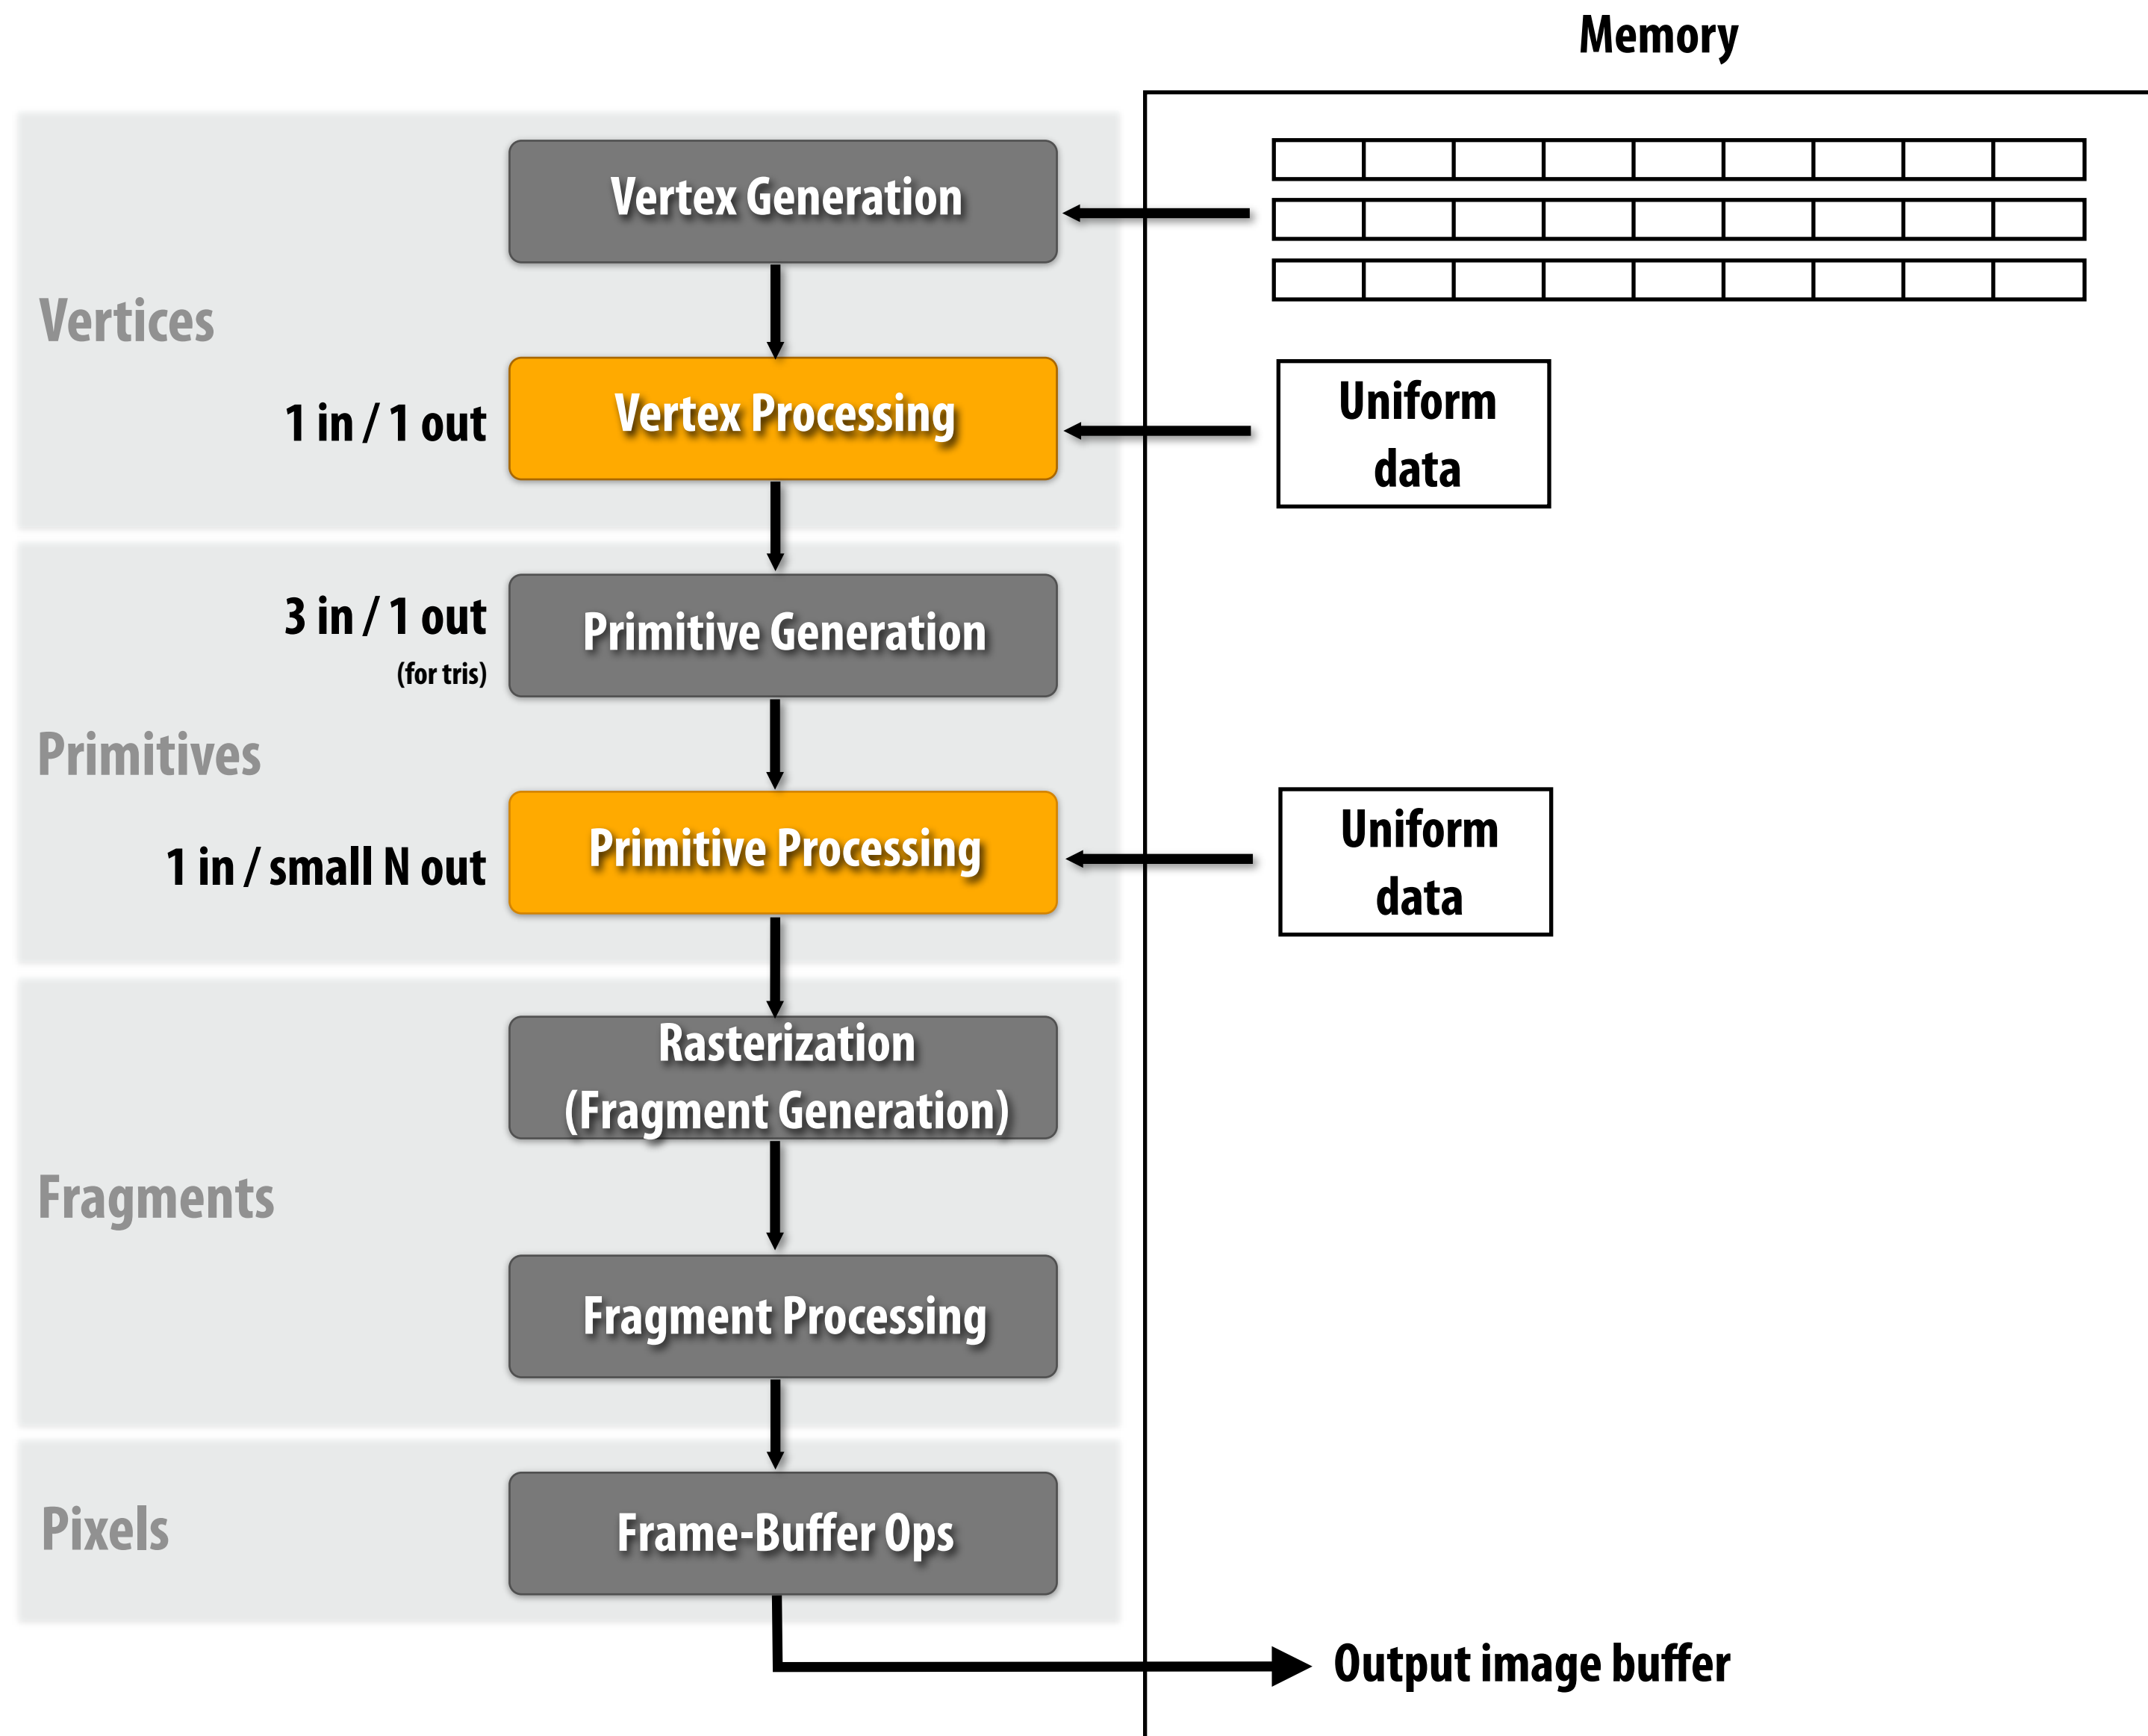 Memory
Vertex Generation
Vertices
1 in / 1 out
Vertex Processing
Uniform
data
3 in / 1 out
(for tris)
Primitive Generation
Primitives
1 in / small N out
Primitive Processing
Uniform
data
Rasterization
(Fragment Generation)
Fragments
Fragment Processing
Pixels
Frame-Buffer Ops
Output image buffer